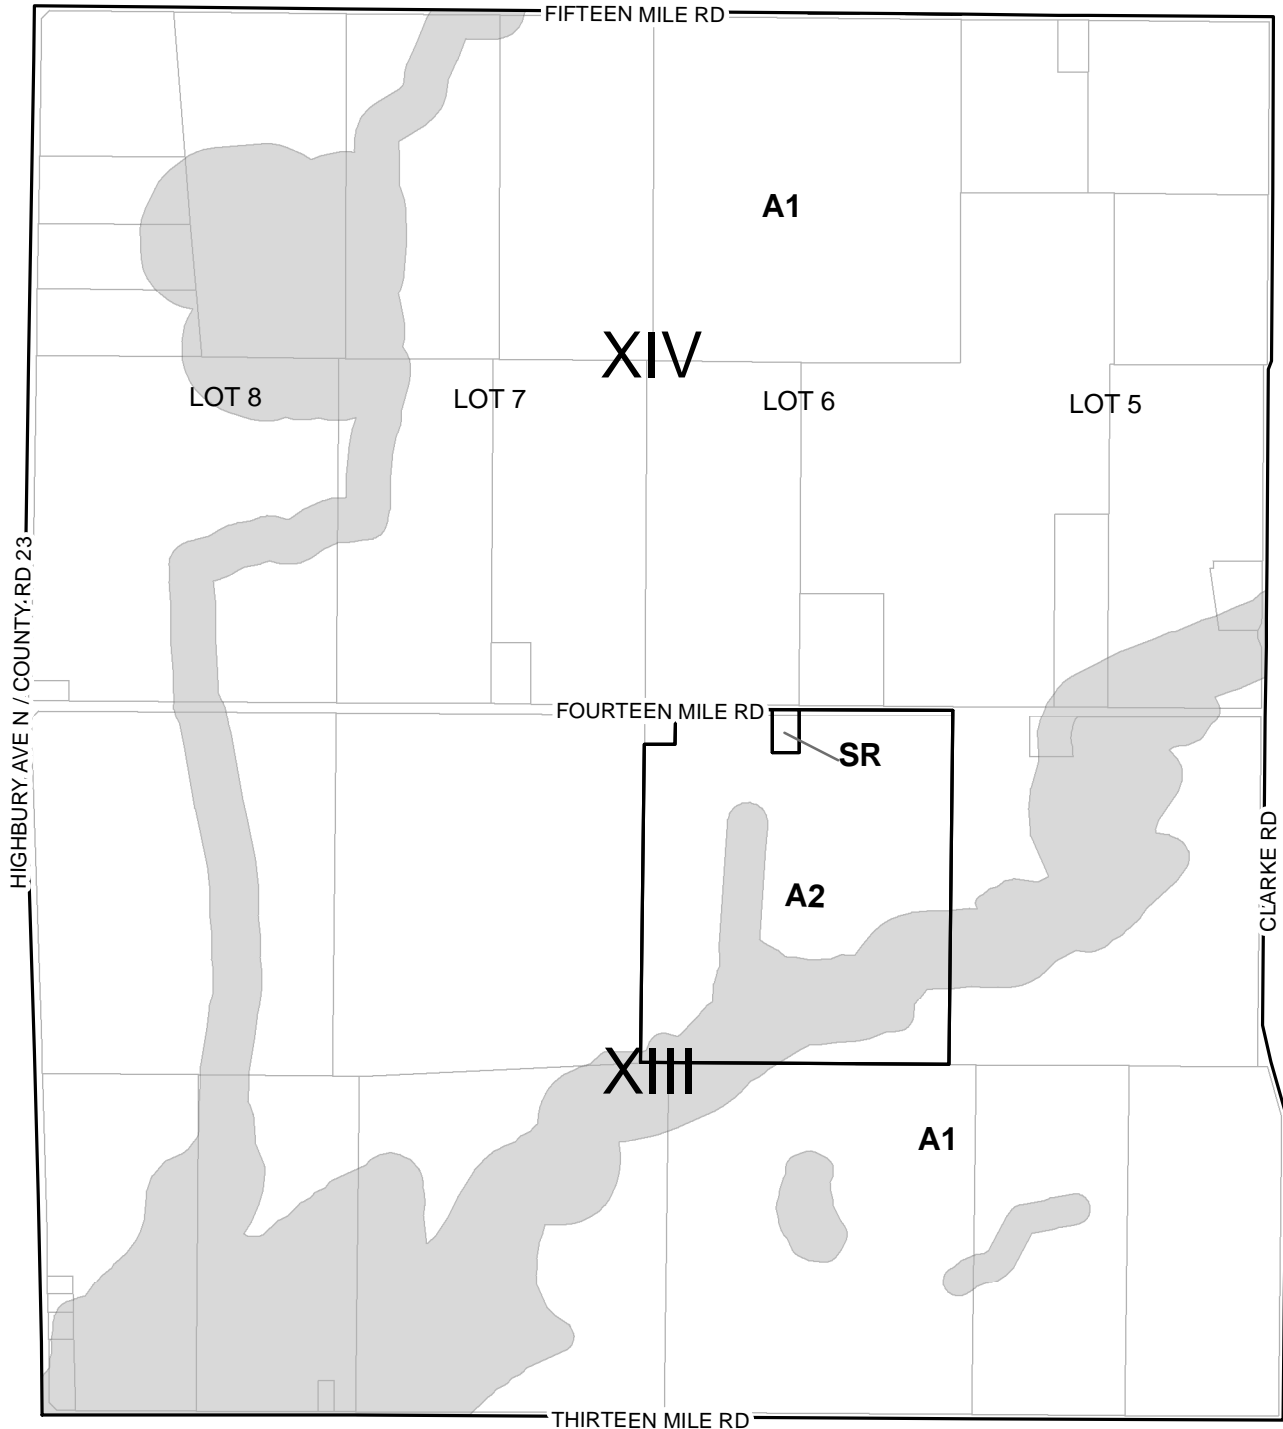 FIFTEEN MILE RD
A1
XIV
LOT 8
LOT 7
LOT 6
LOT 5
HIGHBURY AVE N / COUNTY RD 23
FOURTEEN MILE RD
SR
CLARKE RD
A2
XIII
A1
THIRTEEN MILE RD